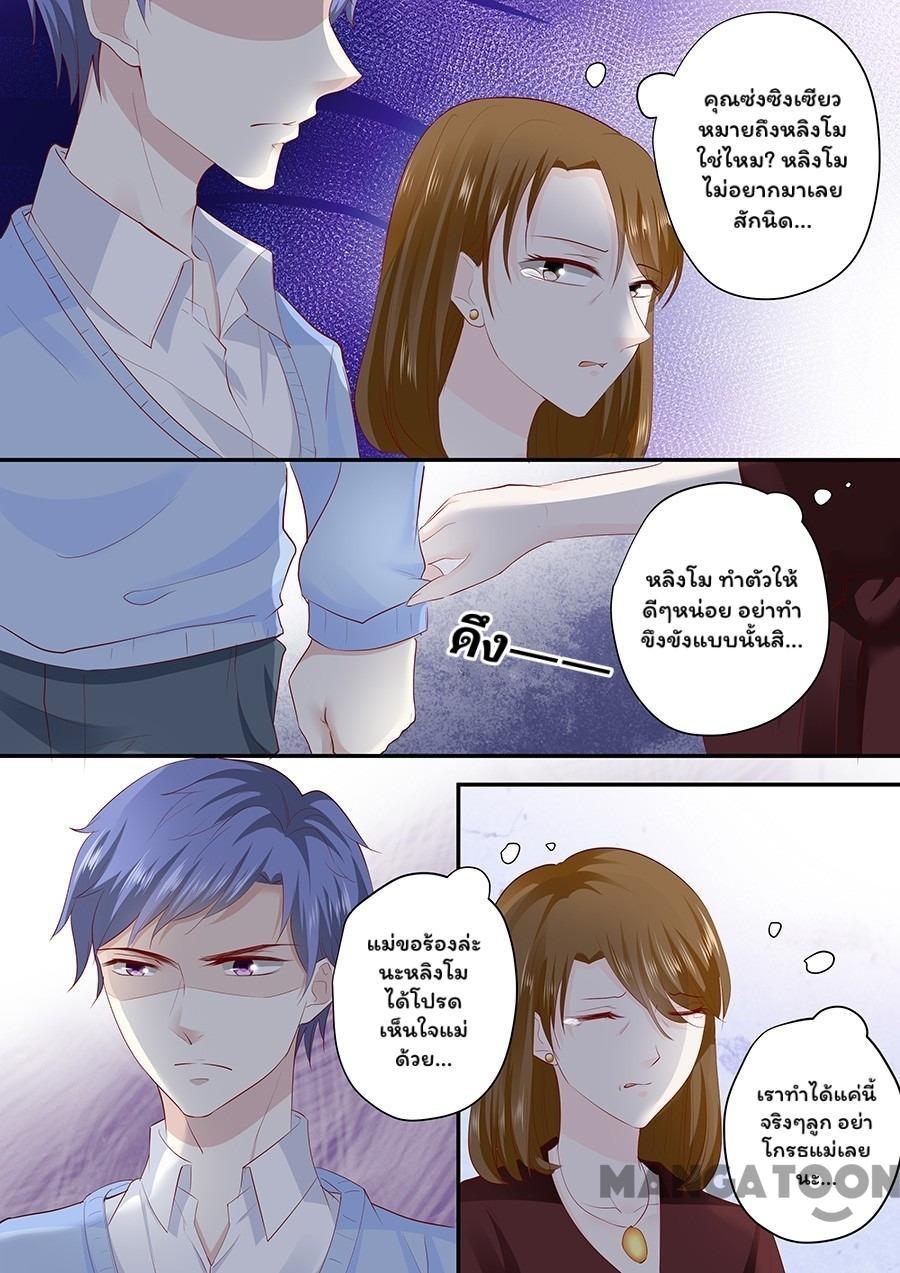 คุณซ่งชิงเซียว
หมายถึงหลิงโม
ใช่ไหม? หลิงโม
ไม่อยากมาเลย
สักนิด...
หลิงโม ทำตัวให้
ดีๆหน่อย อย่าทำ
ขึงขังแบบนั้นสิ...
ดึง——
แม่ขอร้องล่ะ
นะหลิงโม
ได้โปรด
เห็นใจแม่
ด้วย...
เราทำได้แค่นี้
จริงๆลูก อย่า
โกรธแม่เลย
นะ...
MANGATOON